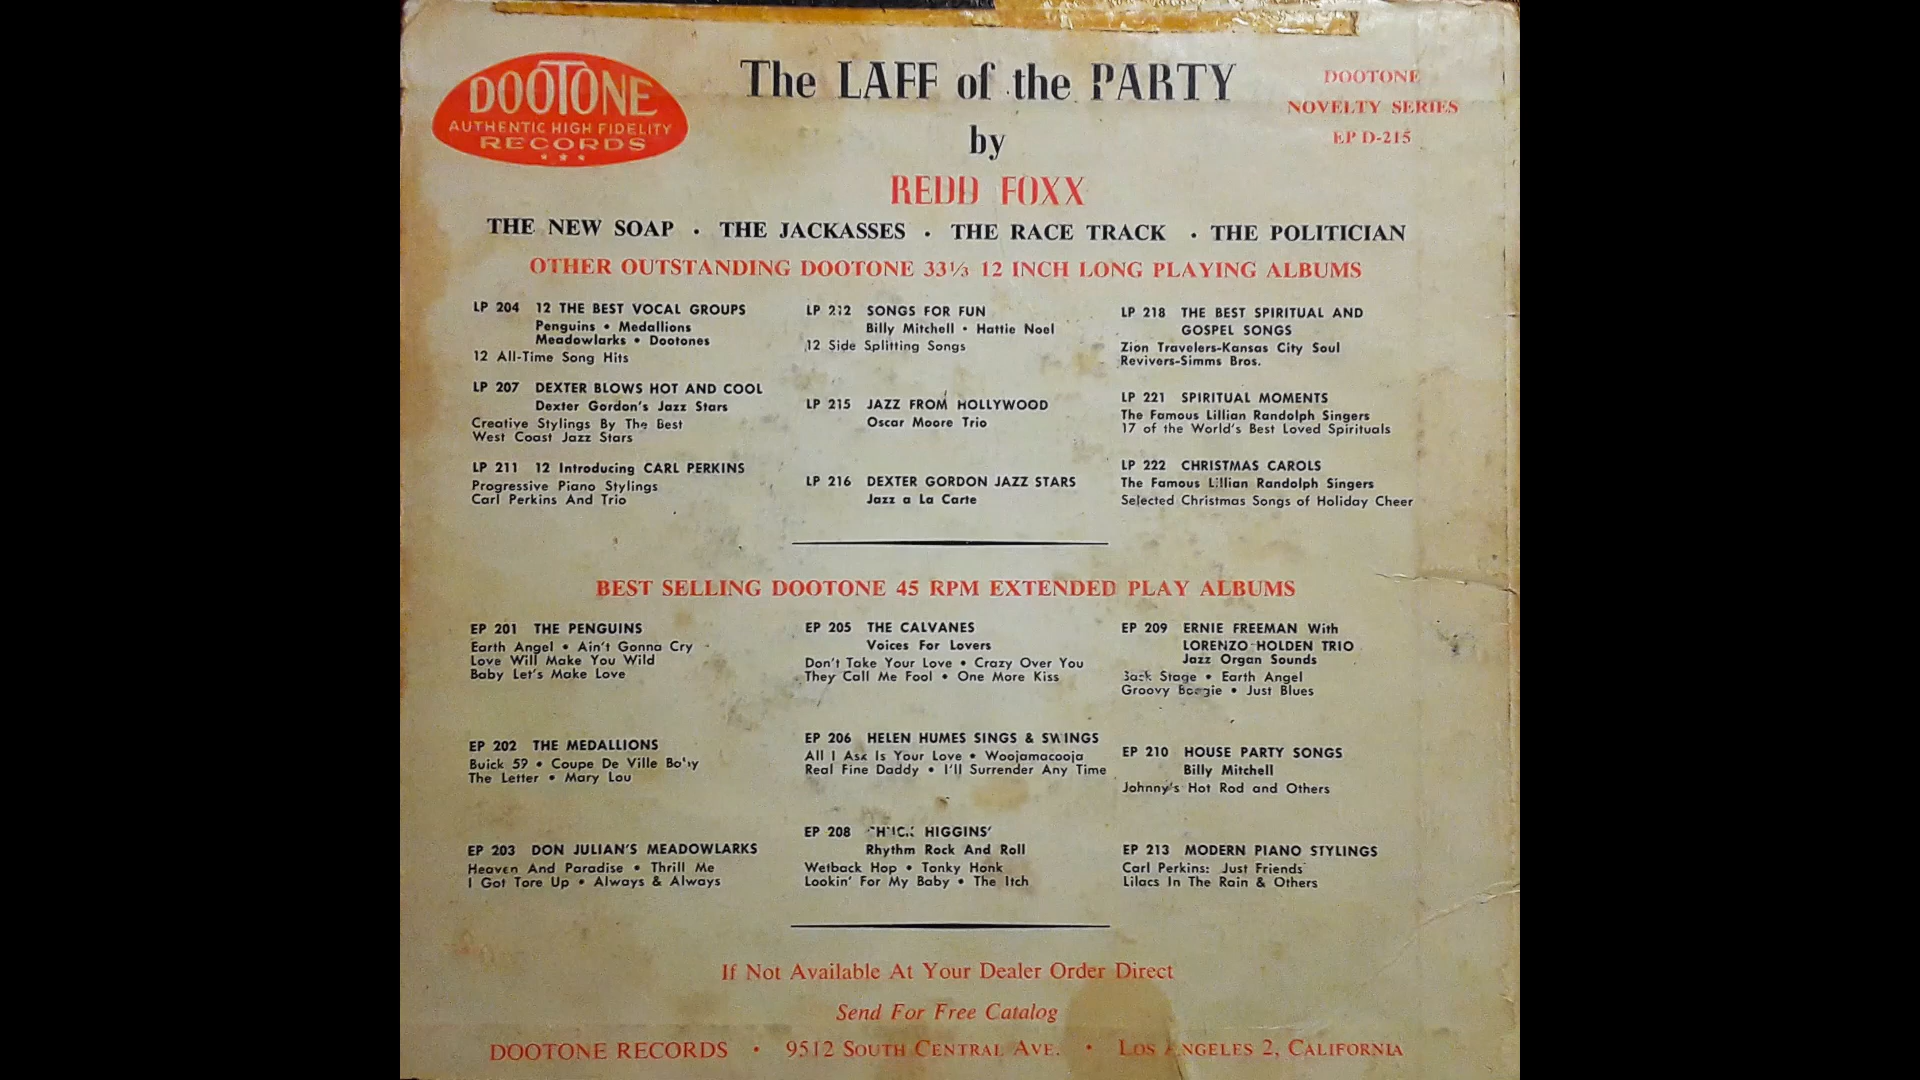 DOOTONE
AUTHENTIC HIGH FIDELITY
RECORDS
The LAFF of the PARTY
by
REDD FOXX
DOOTONE
NOVELTY SERIES
EP D-215
THE NEW SOAP • THE JACKASSES • THE RACE TRACK • THE POLITICIAN
OTHER OUTSTANDING DOOTONE 33⅓ 12 INCH LONG PLAYING ALBUMS
LP 204 12 THE BEST VOCAL GROUPS
Penguins • Medallions
Meadowlarks • Dootones
12 All-Time Song Hits
LP 207 DEXTER BLOWS HOT AND COOL
Dexter Gordon's Jazz Stars
Creative Stylings By The Best
West Coast Jazz Stars
LP 211 12 Introducing CARL PERKINS
Progressive Piano Stylings
Carl Perkins And Trio
LP 212 SONGS FOR FUN
Billy Mitchell • Hattie Noel
12 Side Splitting Songs
LP 215 JAZZ FROM HOLLYWOOD
Oscar Moore Trio
LP 216 DEXTER GORDON JAZZ STARS
Jazz a La Carte
LP 218 THE BEST SPIRITUAL AND
GOSPEL SONGS
Zion Travelers-Kansas City Soul
Revivers-Simms Bros.
LP 221 SPIRITUAL MOMENTS
The Famous Lillian Randolph Singers
17 of the World's Best Loved Spirituals
LP 222 CHRISTMAS CAROLS
The Famous Lillian Randolph Singers
Selected Christmas Songs of Holiday Cheer
BEST SELLING DOOTONE 45 RPM EXTENDED PLAY ALBUMS
EP 201 THE PENGUINS
Earth Angel • Ain't Gonna Cry
Love Will Make You Wild
Baby Let's Make Love
EP 202 THE MEDALLIONS
Buick 59 • Coupe De Ville Baby
The Letter • Mary Lou
EP 203 DON JULIAN'S MEADOWLARKS
Heaven And Paradise • Thrill Me
I Got Tore Up • Always & Always
EP 205 THE CALVANES
Voices For Lovers
Don't Take Your Love • Crazy Over You
They Call Me Fool • One More Kiss
EP 206 HELEN HUMES SINGS & SWINGS
All I Ask Is Your Love • Woojamacooja
Real Fine Daddy • I'll Surrender Any Time
EP 208 CHUCK HIGGINS'
Rhythm Rock And Roll
Wetback Hop • Tonky Honk
Lookin' For My Baby • The Itch
EP 209 ERNIE FREEMAN With
LORENZO HOLDEN TRIO
Jazz Organ Sounds
Back Stage • Earth Angel
Groovy Boogie • Just Blues
EP 210 HOUSE PARTY SONGS
Billy Mitchell
Johnny's Hot Rod and Others
EP 213 MODERN PIANO STYLINGS
Carl Perkins: Just Friends
Lilacs In The Rain & Others
If Not Available At Your Dealer Order Direct
Send For Free Catalog
DOOTONE RECORDS • 9512 SOUTH CENTRAL AVE. • LOS ANGELES 2, CALIFORNIA